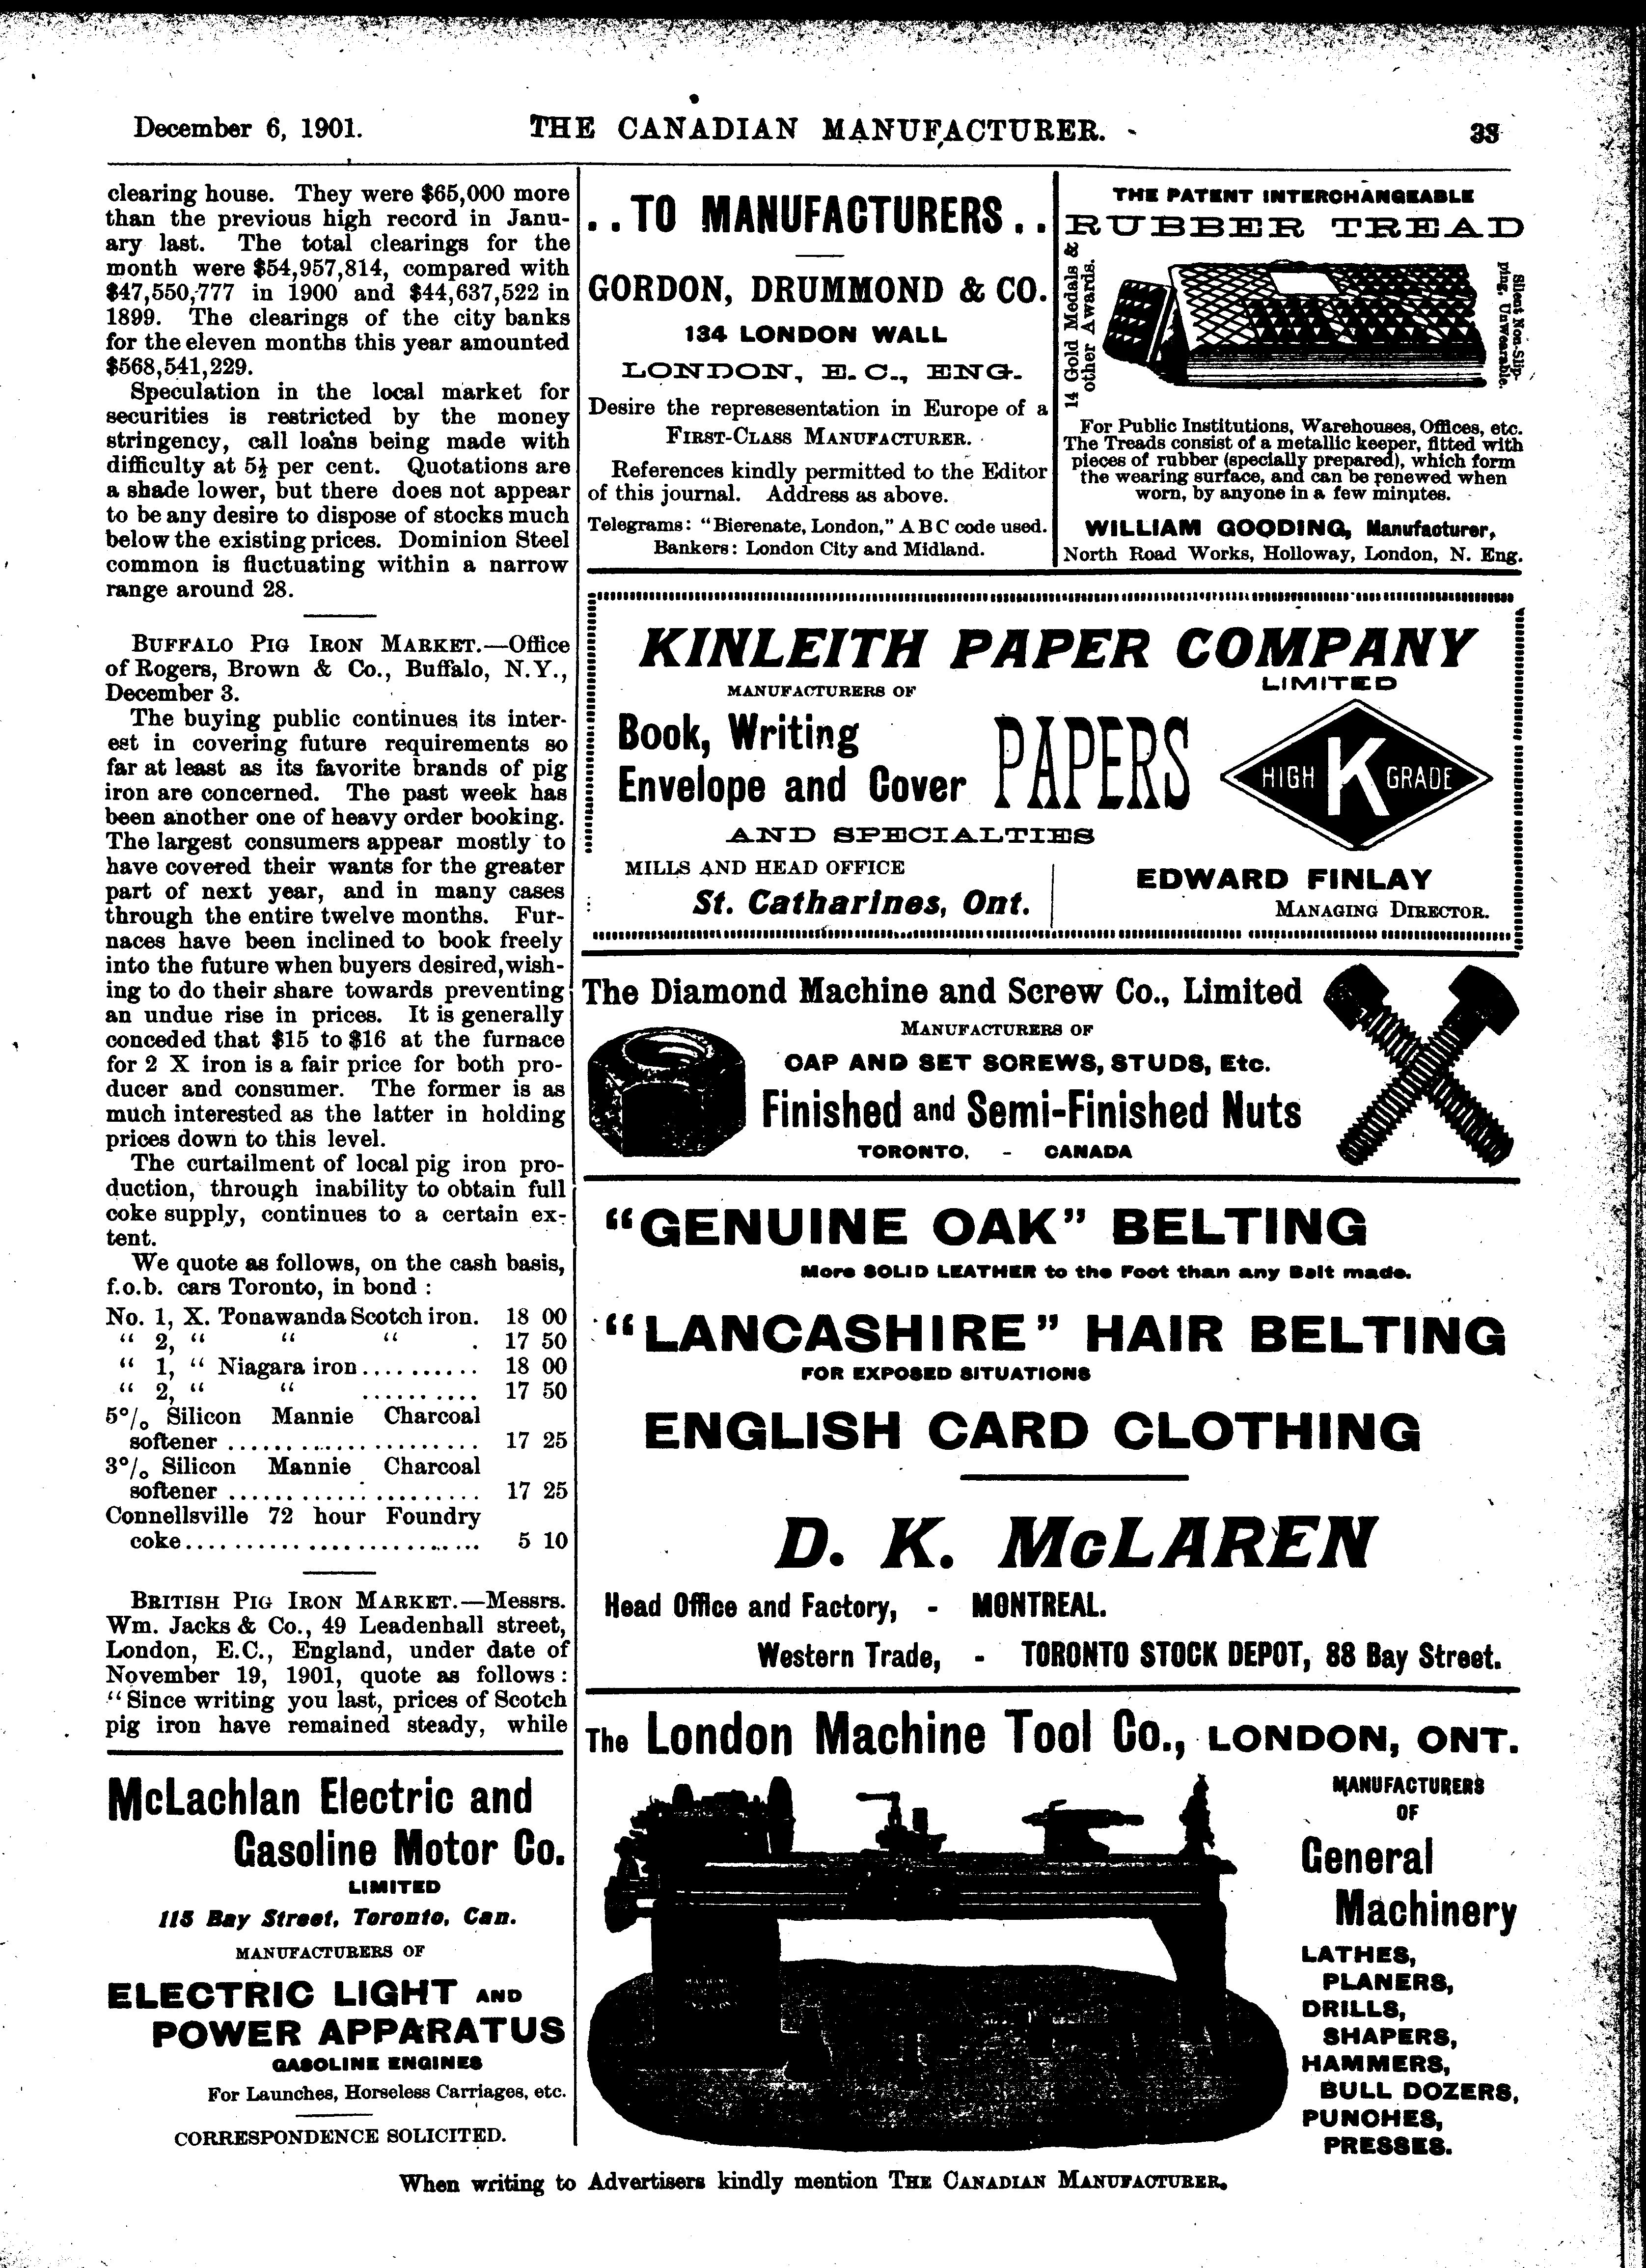 December 6, 1901.
THE CANADIAN MANUFACTURER.
33
clearing house. They were $65,000 more
than the previous high record in Janu-
ary last. The total clearings for the
month were $54,957,814, compared with
$47,550,777 in 1900 and $44,637,522 in
1899. The clearings of the city banks
for the eleven months this year amounted
$568,541,229.
Speculation in the local market for
securities is restricted by the money
stringency, call loans being made with
difficulty at 5½ per cent. Quotations are
a shade lower, but there does not appear
to be any desire to dispose of stocks much
below the existing prices. Dominion Steel
common is fluctuating within a narrow
range around 28.
BUFFALO PIG IRON MARKET.—Office
of Rogers, Brown & Co., Buffalo, N.Y.,
December 3.
The buying public continues its inter-
est in covering future requirements so
far at least as its favorite brands of pig
iron are concerned. The past week has
been another one of heavy order booking.
The largest consumers appear mostly to
have covered their wants for the greater
part of next year, and in many cases
through the entire twelve months. Fur-
naces have been inclined to book freely
into the future when buyers desired, wish-
ing to do their share towards preventing
an undue rise in prices. It is generally
conceded that $15 to $16 at the furnace
for 2 X iron is a fair price for both pro-
ducer and consumer. The former is as
much interested as the latter in holding
prices down to this level.
The curtailment of local pig iron pro-
duction, through inability to obtain full
coke supply, continues to a certain ex-
tent.
We quote as follows, on the cash basis,
f.o.b. cars Toronto, in bond :
No. 1, X. Tonawanda Scotch iron. 18 00
“ 2, “ “ “ . 17 50
“ 1, “ Niagara iron.......... 18 00
“ 2, “ “ .......... 17 50
5% Silicon Mannie Charcoal
softener ...................... 17 25
3% Silicon Mannie Charcoal
softener ...................... 17 25
Connellsville 72 hour Foundry
coke.......................... 5 10
BRITISH PIG IRON MARKET.—Messrs.
Wm. Jacks & Co., 49 Leadenhall street,
London, E.C., England, under date of
November 19, 1901, quote as follows :
“Since writing you last, prices of Scotch
pig iron have remained steady, while
McLachlan Electric and
Gasoline Motor Co.
LIMITED
115 Bay Street, Toronto, Can.
MANUFACTURERS OF
ELECTRIC LIGHT AND
POWER APPARATUS
GASOLINE ENGINES
For Launches, Horseless Carriages, etc.
CORRESPONDENCE SOLICITED.
..TO MANUFACTURERS..
GORDON, DRUMMOND & CO.
134 LONDON WALL
LONDON, E. C., ENG.
Desire the represesentation in Europe of a
FIRST-CLASS MANUFACTURER.
References kindly permitted to the Editor
of this journal. Address as above.
Telegrams: “Bierenate, London,” A B C code used.
Bankers: London City and Midland.
THE PATENT INTERCHANGEABLE
RUBBER TREAD
14 Gold Medals &
other Awards.
Silent Non-Slip-
ping, Unwearable.
For Public Institutions, Warehouses, Offices, etc.
The Treads consist of a metallic keeper, fitted with
pieces of rubber (specially prepared), which form
the wearing surface, and can be renewed when
worn, by anyone in a few minutes.
WILLIAM GOODING, Manufacturer,
North Road Works, Holloway, London, N. Eng.
KINLEITH PAPER COMPANY
LIMITED
MANUFACTURERS OF
Book, Writing
Envelope and Cover
PAPERS
HIGH K GRADE
AND SPECIALTIES
MILLS AND HEAD OFFICE
St. Catharines, Ont.
EDWARD FINLAY
MANAGING DIRECTOR.
The Diamond Machine and Screw Co., Limited
MANUFACTURERS OF
CAP AND SET SCREWS, STUDS, Etc.
Finished and Semi-Finished Nuts
TORONTO, - CANADA
“GENUINE OAK” BELTING
More SOLID LEATHER to the Foot than any Belt made.
“LANCASHIRE” HAIR BELTING
FOR EXPOSED SITUATIONS
ENGLISH CARD CLOTHING
D. K. McLAREN
Head Office and Factory, - MONTREAL.
Western Trade, - TORONTO STOCK DEPOT, 88 Bay Street.
The London Machine Tool Co., LONDON, ONT.
MANUFACTURERS
OF
General
Machinery
LATHES,
PLANERS,
DRILLS,
SHAPERS,
HAMMERS,
BULL DOZERS,
PUNCHES,
PRESSES.
When writing to Advertisers kindly mention THE CANADIAN MANUFACTURER.